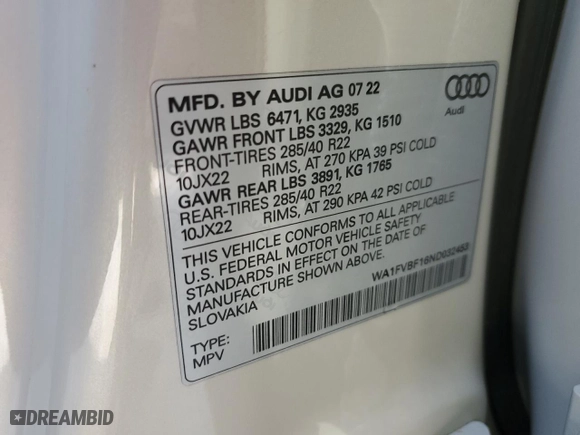 MFD. BY AUDI AG 07 22
GVWR LBS 6471, KG 2935
GAWR FRONT LBS 3329, KG 1510
FRONT-TIRES 285/40 R22
10JX22 RIMS, AT 270 KPA 39 PSI COLD
GAWR REAR LBS 3891, KG 1765
REAR-TIRES 285/40 R22
10JX22 RIMS, AT 290 KPA 42 PSI COLD
THIS VEHICLE CONFORMS TO ALL APPLICABLE
U.S. FEDERAL MOTOR VEHICLE SAFETY
STANDARDS IN EFFECT ON THE DATE OF
MANUFACTURE SHOWN ABOVE.
SLOVAKIA
TYPE:
MPV
Audi
WA1FVBF16ND032453
DREAMBID